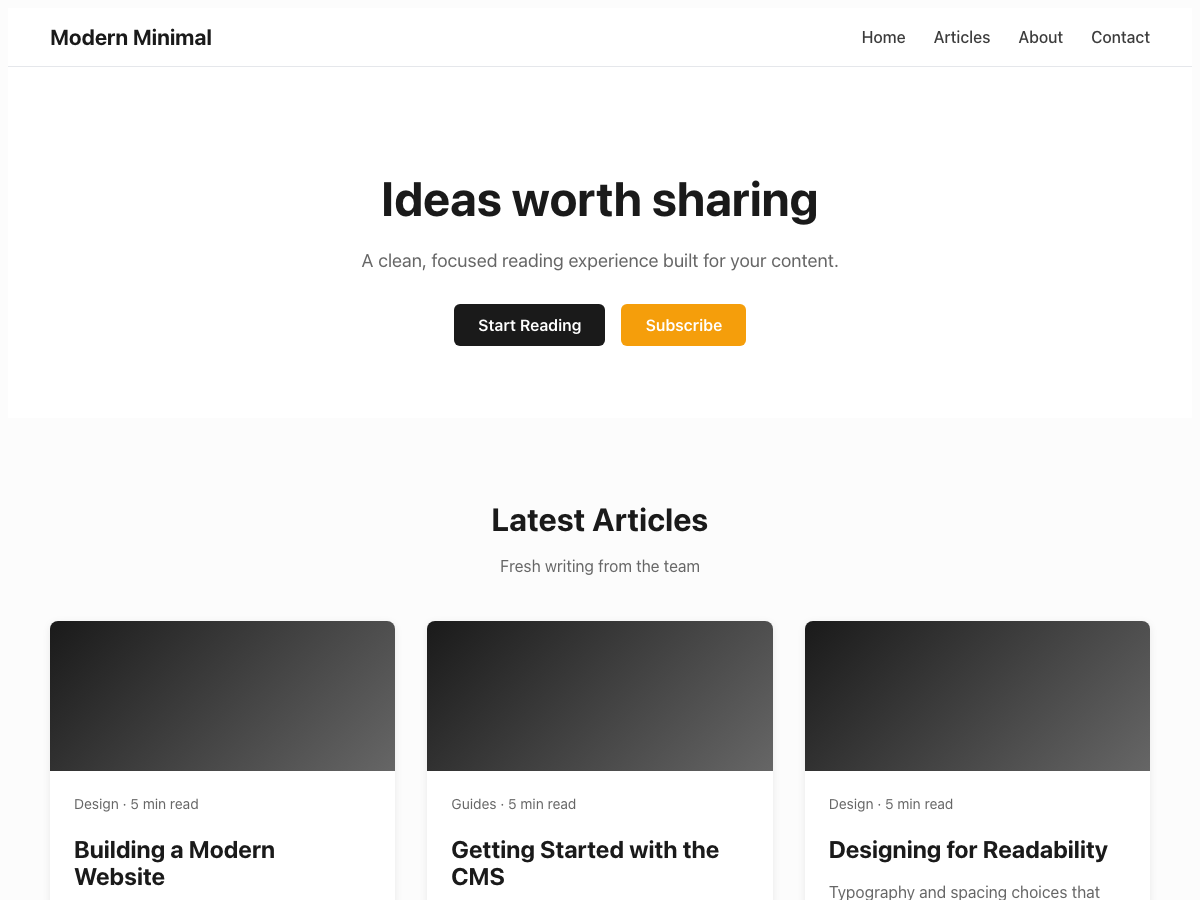 Modern Minimal
Home Articles About Contact
Ideas worth sharing
A clean, focused reading experience built for your content.
Start Reading Subscribe
Latest Articles
Fresh writing from the team
Design · 5 min read
Building a Modern
Website
Guides · 5 min read
Getting Started with the
CMS
Design · 5 min read
Designing for Readability
Typography and spacing choices that